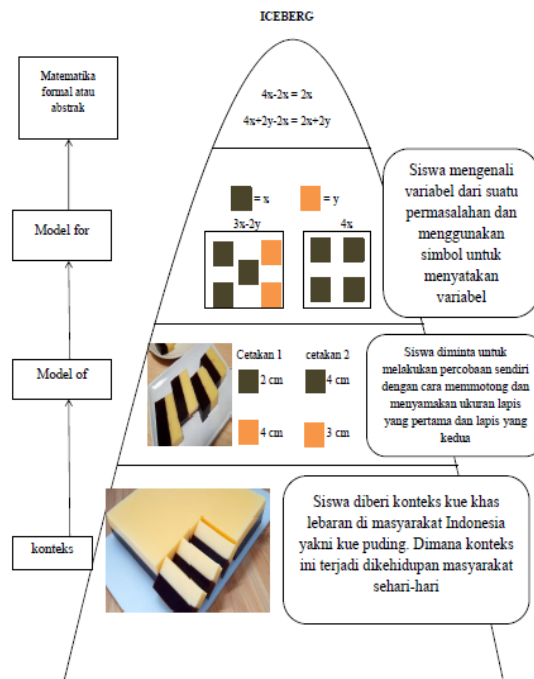 ICEBERG
Matematika
formal atau
abstrak
4x-2x = 2x
4x+2y-2x = 2x+2y
Model for
= x
= y
3x-2y
4x
Siswa mengenali
variabel dari suatu
permasalahan dan
menggunakan
simbol untuk
menyatakan
variabel
Model of
Cetakan 1
cetakan 2
2 cm
4 cm
4 cm
3 cm
Siswa diminta untuk
melakukan percobaan sendiri
dengan cara memmotong dan
menyamakan ukuran lapis
yang pertama dan lapis yang
kedua
konteks
Siswa diberi konteks kue khas
lebaran di masyarakat Indonesia
yakni kue puding. Dimana konteks
ini terjadi dikehidupan masyarakat
sehari-hari